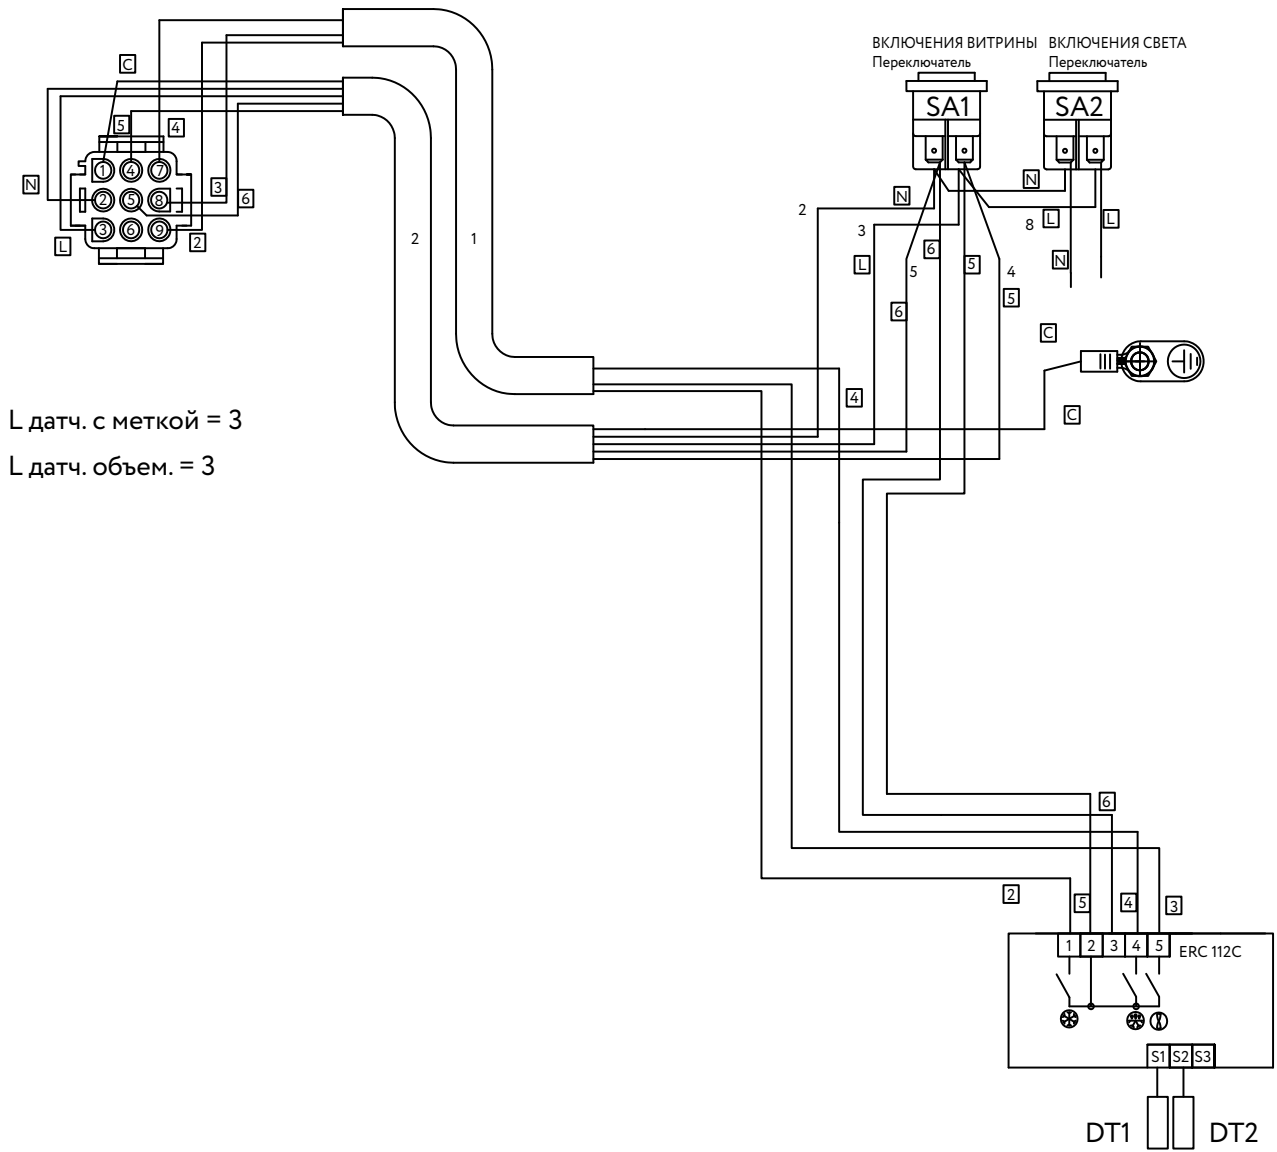 ВКЛЮЧЕНИЯ ВИТРИНЫ ВКЛЮЧЕНИЯ СВЕТА
Переключатель Переключатель
C
SA1 SA2
5 4
1 4 7
N N N
2 5 8 3 6
2 8 L L
3 6 9 3
L 2 2 1 6
L 5 5 4 N
6 5
C
4
C
L датч. с меткой = 3
L датч. объем. = 3
6
2 5 4 3
1 2 3 4 5 ERC 112C
S1 S2 S3
DT1 DT2